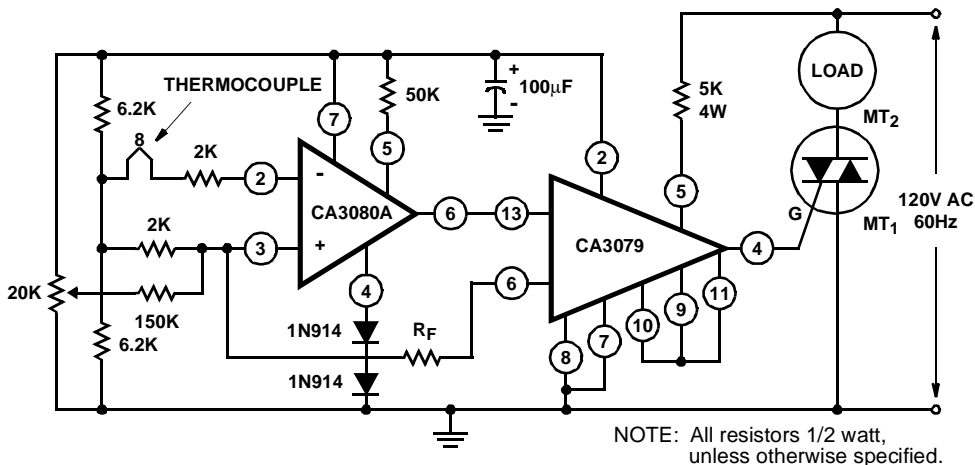 THERMOCOUPLE
6.2K
8
2K
2
7
50K
5
+
100µF
-
2
5K
4W
5
LOAD
MT2
MT1
G
120V AC
60Hz
-
CA3080A
+
6
13
CA3079
4
2K
3
20K
150K
6.2K
4
1N914
1N914
RF
6
8
7
10
9
11
NOTE: All resistors 1/2 watt,
unless otherwise specified.